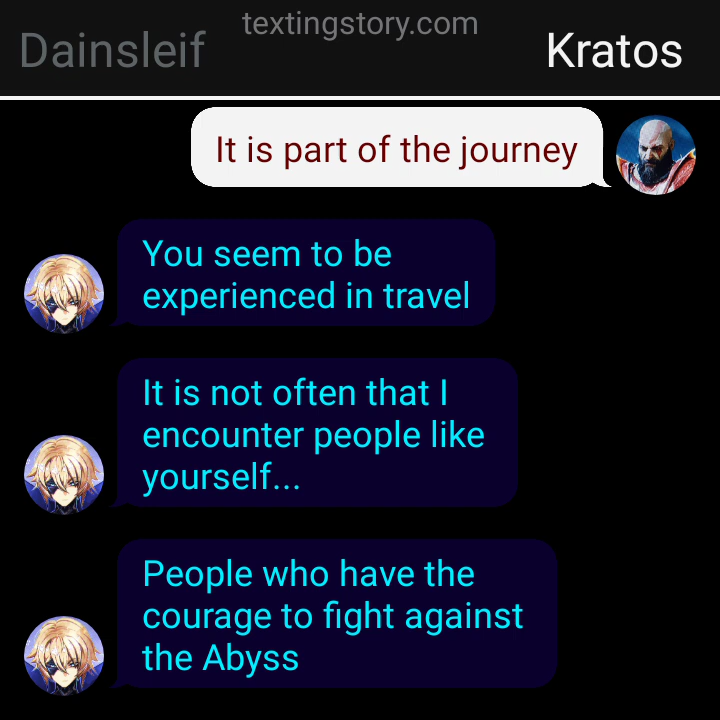 textingstory.com
Dainsleif
Kratos
It is part of the journey
You seem to be
experienced in travel
It is not often that I
encounter people like
yourself...
People who have the
courage to fight against
the Abyss